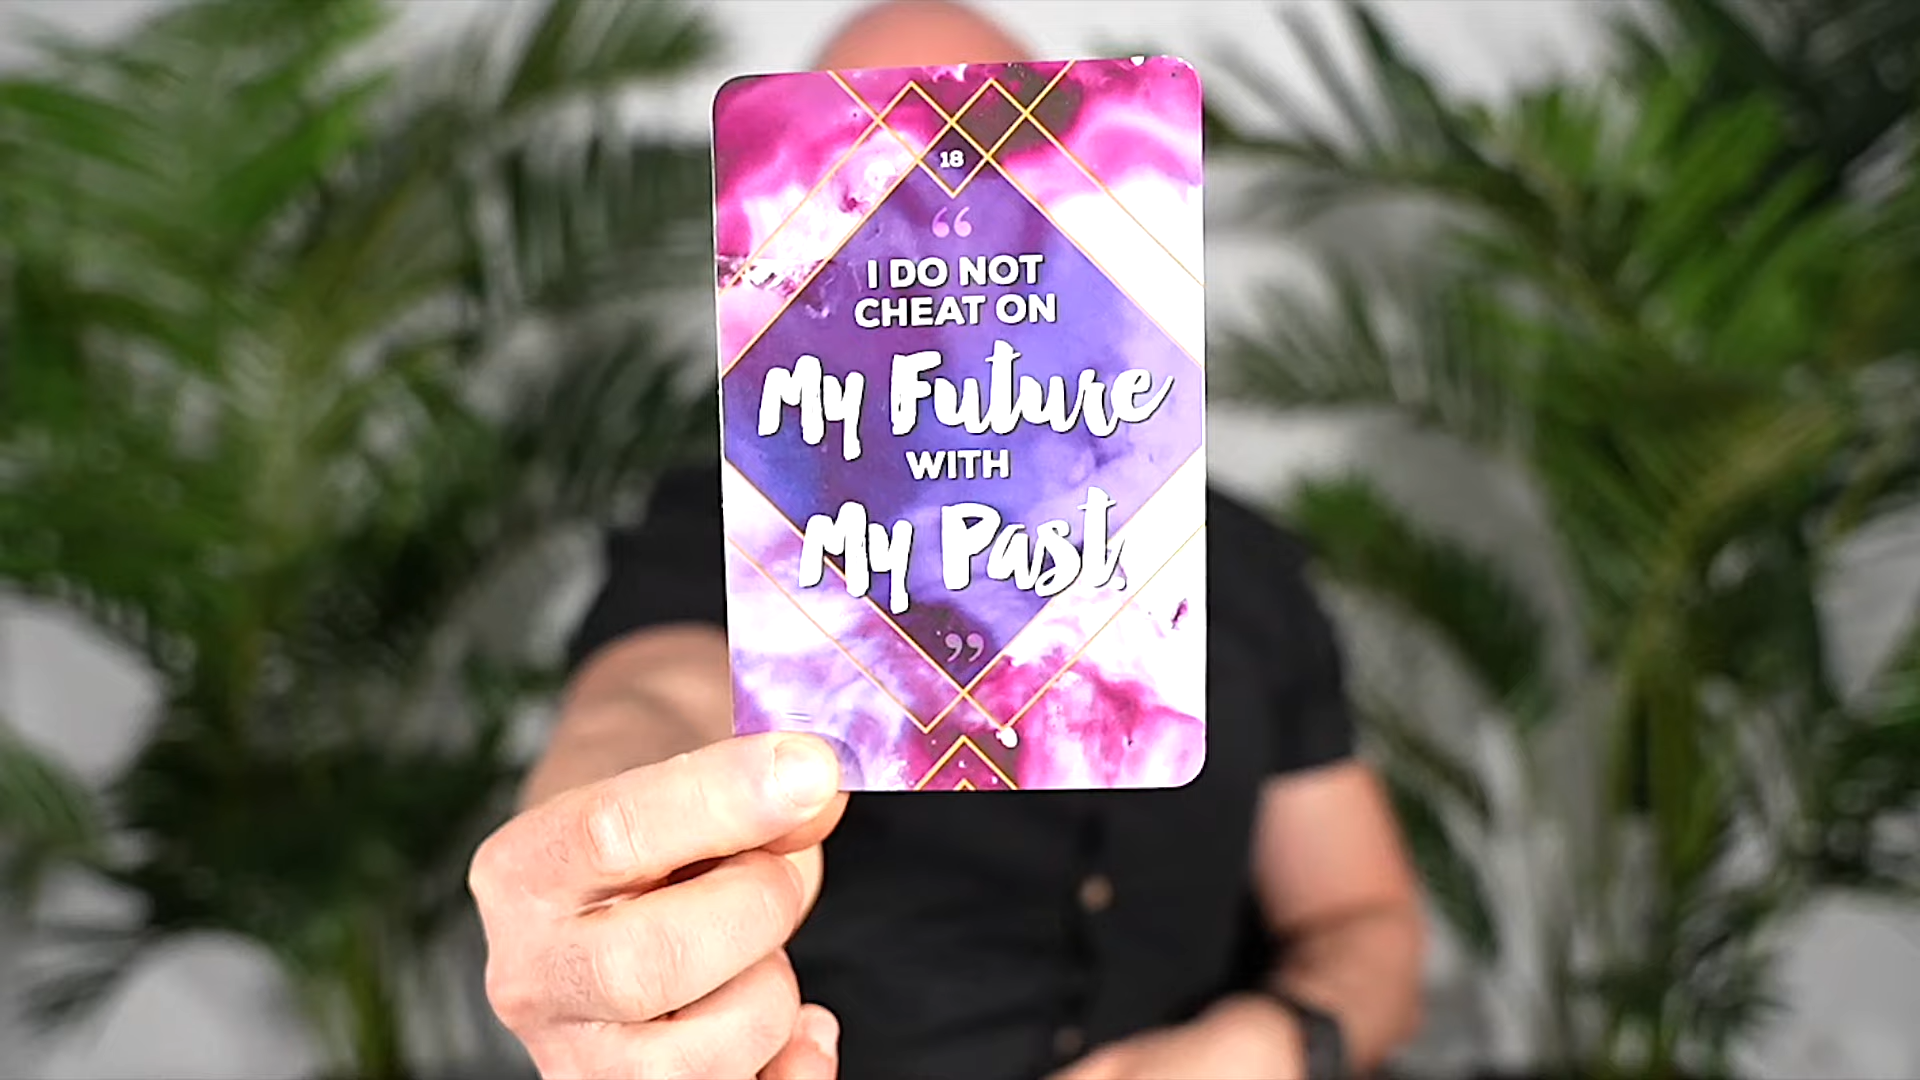 18
“
I DO NOT
CHEAT ON
My Future
WITH
My Past.
”